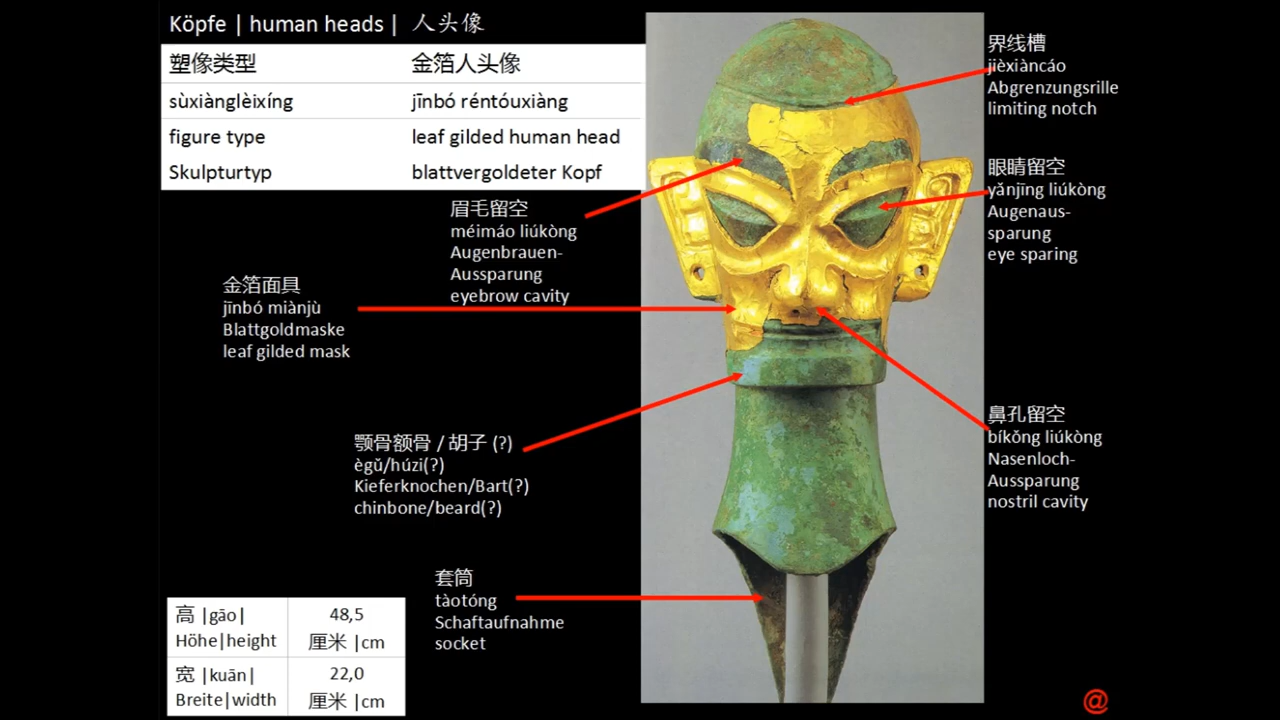 Köpfe | human heads | 人头像
塑像类型 金箔人头像
sùxiànglèixíng jīnbó réntóuxiàng
figure type leaf gilded human head
Skulpturtyp blattvergoldeter Kopf
界线槽
jièxiàncáo
Abgrenzungsrille
limiting notch
眼睛留空
yǎnjīng liúkòng
Augenaus-
sparung
eye sparing
眉毛留空
méimáo liúkòng
Augenbrauen-
Aussparung
eyebrow cavity
金箔面具
jīnbó miànjù
Blattgoldmaske
leaf gilded mask
鼻孔留空
bíkǒng liúkòng
Nasenloch-
Aussparung
nostril cavity
颚骨额骨 / 胡子 (?)
ègǔ/húzi(?)
Kieferknochen/Bart(?)
chinbone/beard(?)
套筒
tàotóng
Schaftaufnahme
socket
高 |gāo| 48,5
Höhe|height 厘米 |cm
宽 |kuān| 22,0
Breite|width 厘米 |cm
@